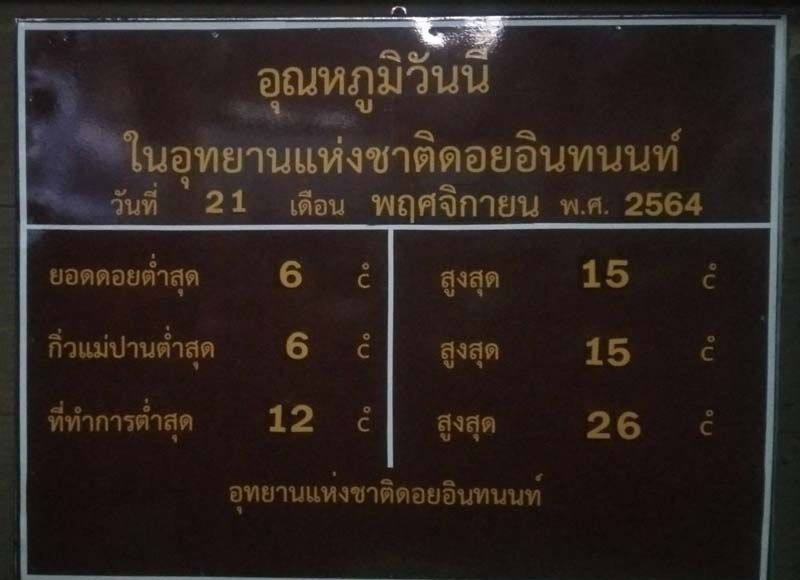 อุณหภูมิวันนี้
ในอุทยานแห่งชาติดอยอินทนนท์
วันที่ 21 เดือน พฤศจิกายน พ.ศ. 2564
ยอดดอยต่ำสุด 6 ํC สูงสุด 15 ํC
กิ่วแม่ปานต่ำสุด 6 ํC สูงสุด 15 ํC
ที่ทำการต่ำสุด 12 ํC สูงสุด 26 ํC
อุทยานแห่งชาติดอยอินทนนท์